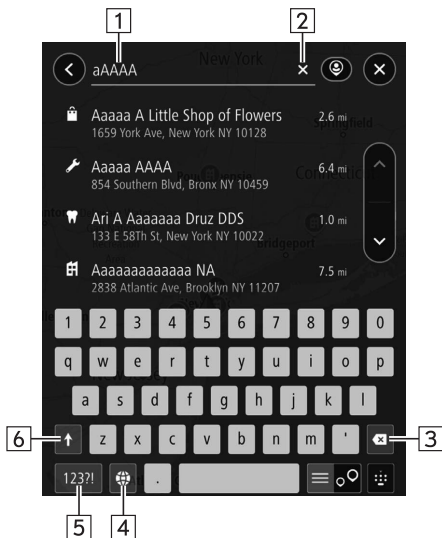 1
2
aAAAA
New York
Aaaaa A Little Shop of Flowers
2.6 mi
1659 York Ave, New York NY 10128
Springfield
Aaaaa AAAA
6.4 mi
854 Southern Blvd, Bronx NY 10459
Connecticut
Ari A Aaaaaaa Druz DDS
1.0 mi
133 E 58Th St, New York NY 10022
Bridgeport
Aaaaaaaaaaaaa NA
7.5 mi
2838 Atlantic Ave, Brooklyn NY 11207
1 2 3 4 5 6 7 8 9 0
q w e r t y u i o p
a s d f g h j k l
6
z x c v b n m '
3
123?!
.
5
4